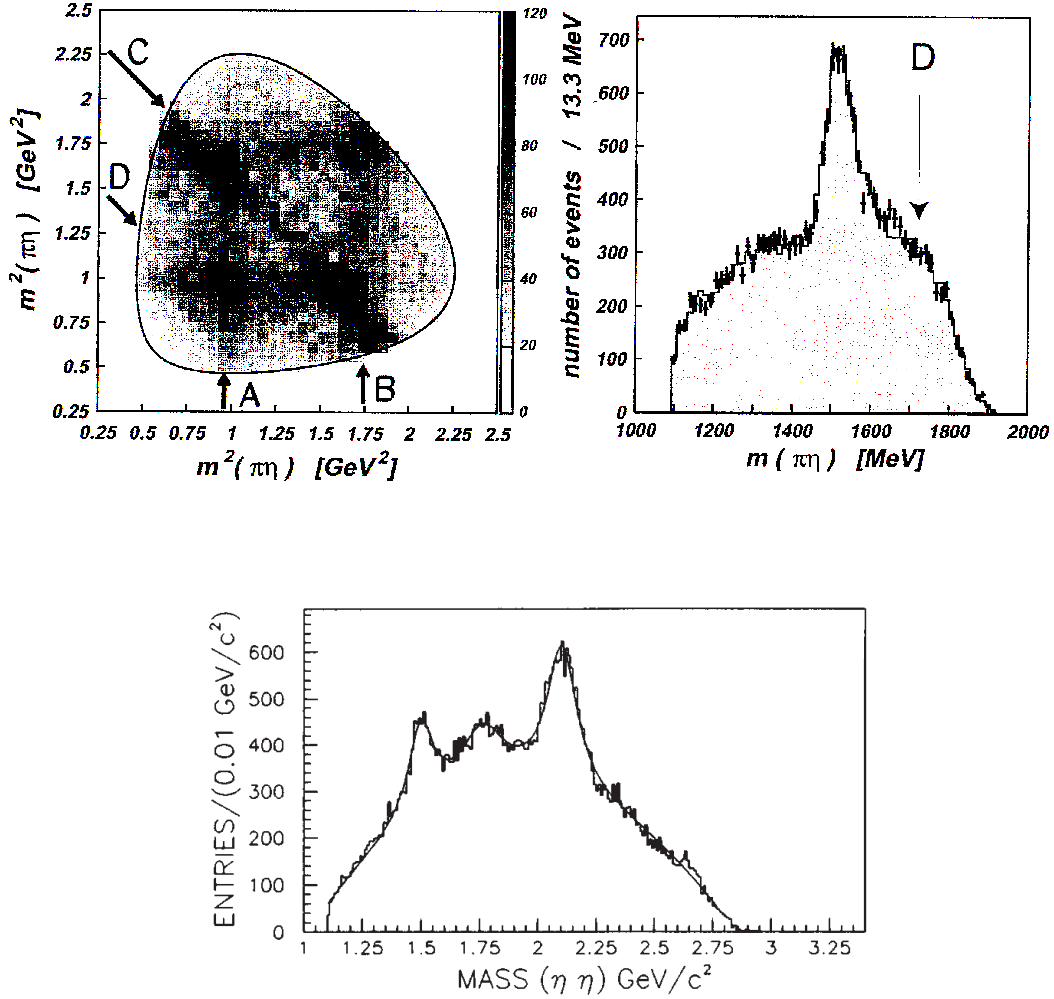 2.5
2.25
2
1.75
1.5
1.25
1
0.75
0.5
0.25
m²(πη) [GeV²]
C
D
A
B
0.25 0.5 0.75 1 1.25 1.5 1.75 2 2.25 2.5
m²(πη) [GeV²]
120
100
80
60
40
20
0
number of events / 13.3 MeV
700
600
500
400
300
200
100
0
D
1000 1200 1400 1600 1800 2000
m(πη) [MeV]
ENTRIES/(0.01 GeV/c²)
600
500
400
300
200
100
0
1 1.25 1.5 1.75 2 2.25 2.5 2.75 3 3.25
MASS (η η) GeV/c²